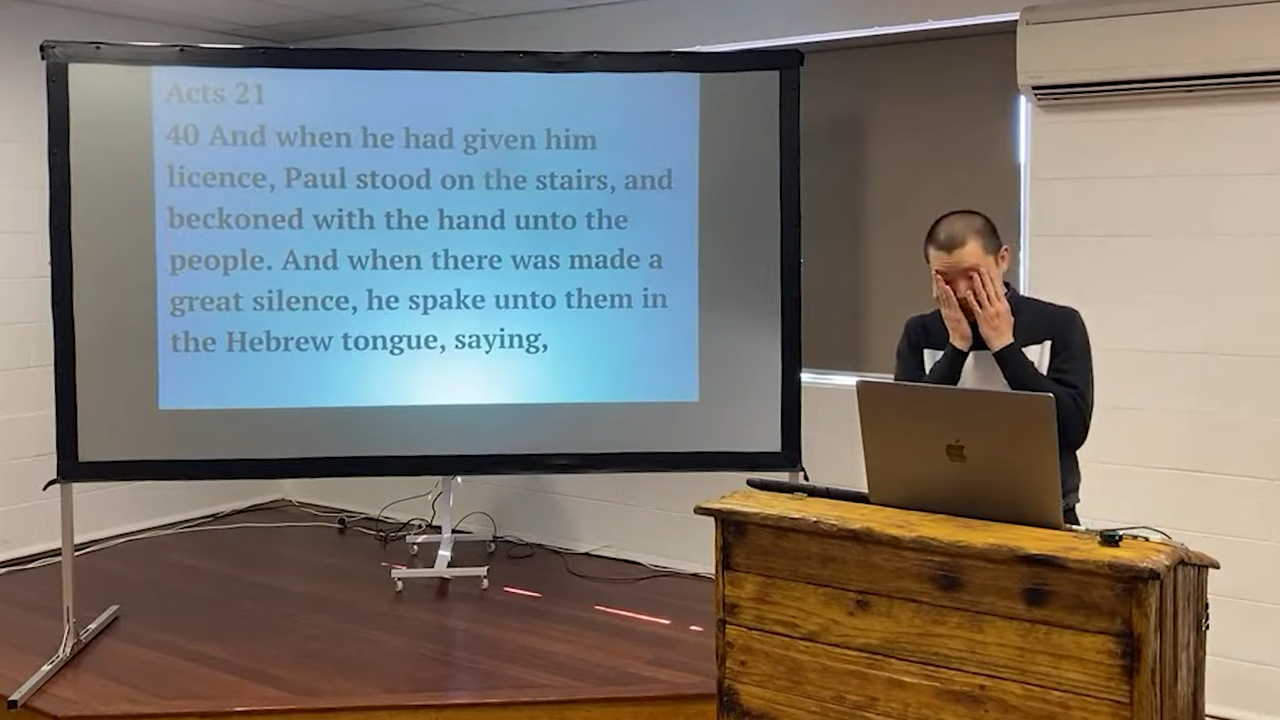 Acts 21
40 And when he had given him
licence, Paul stood on the stairs, and
beckoned with the hand unto the
people. And when there was made a
great silence, he spake unto them in
the Hebrew tongue, saying,